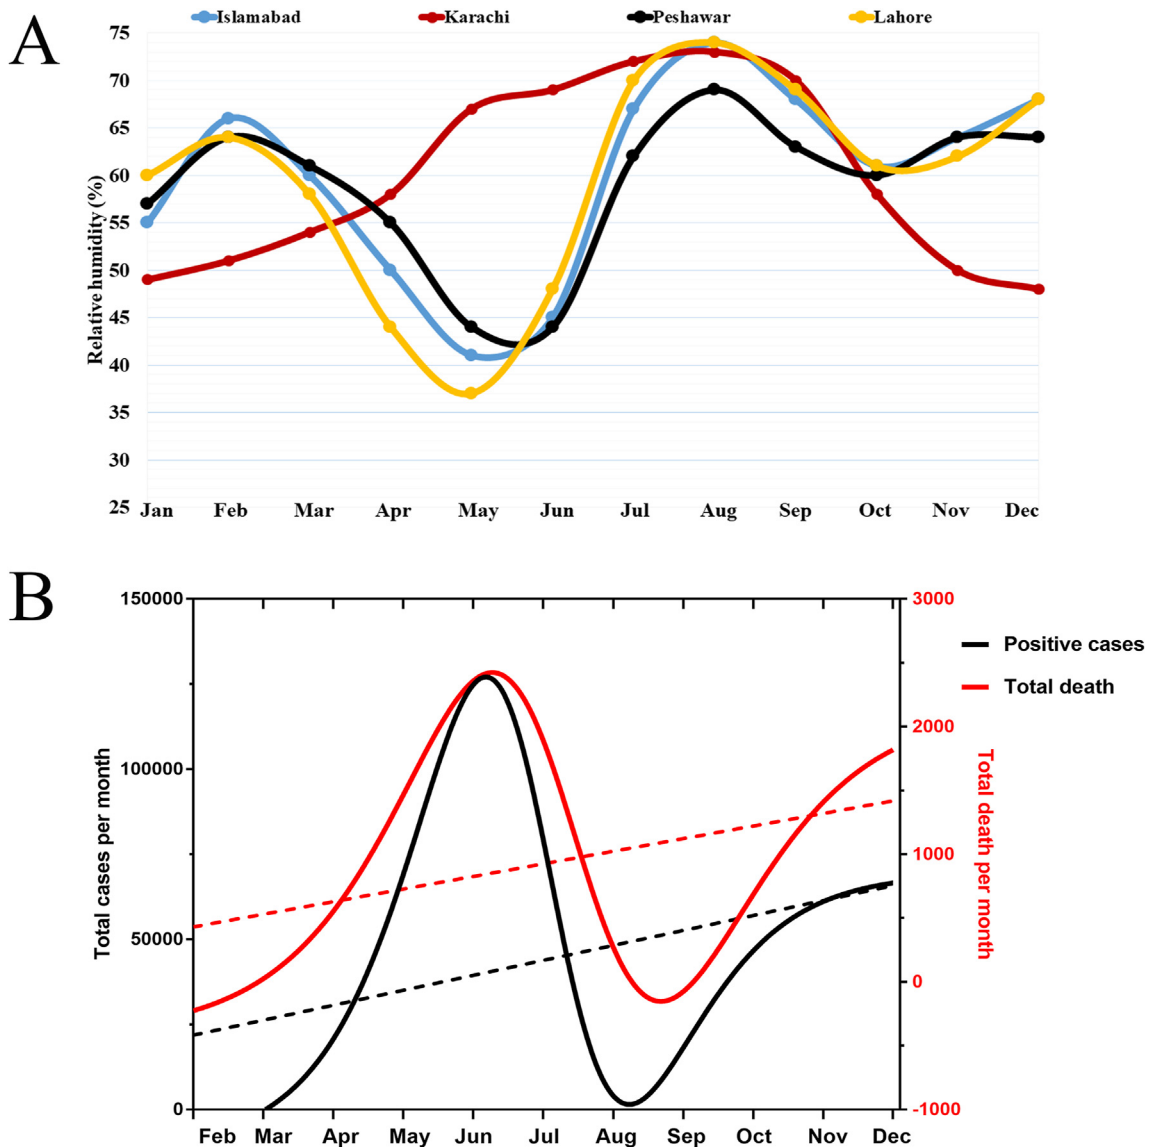 A
Islamabad Karachi Peshawar Lahore
75
70
65
60
55
50
45
40
35
30
25
Relative humidity (%)
Jan Feb Mar Apr May Jun Jul Aug Sep Oct Nov Dec
B
150000
100000
50000
0
Total cases per month
3000
2000
1000
0
-1000
Total death per month
Positive cases
Total death
Feb Mar Apr May Jun Jul Aug Sep Oct Nov Dec